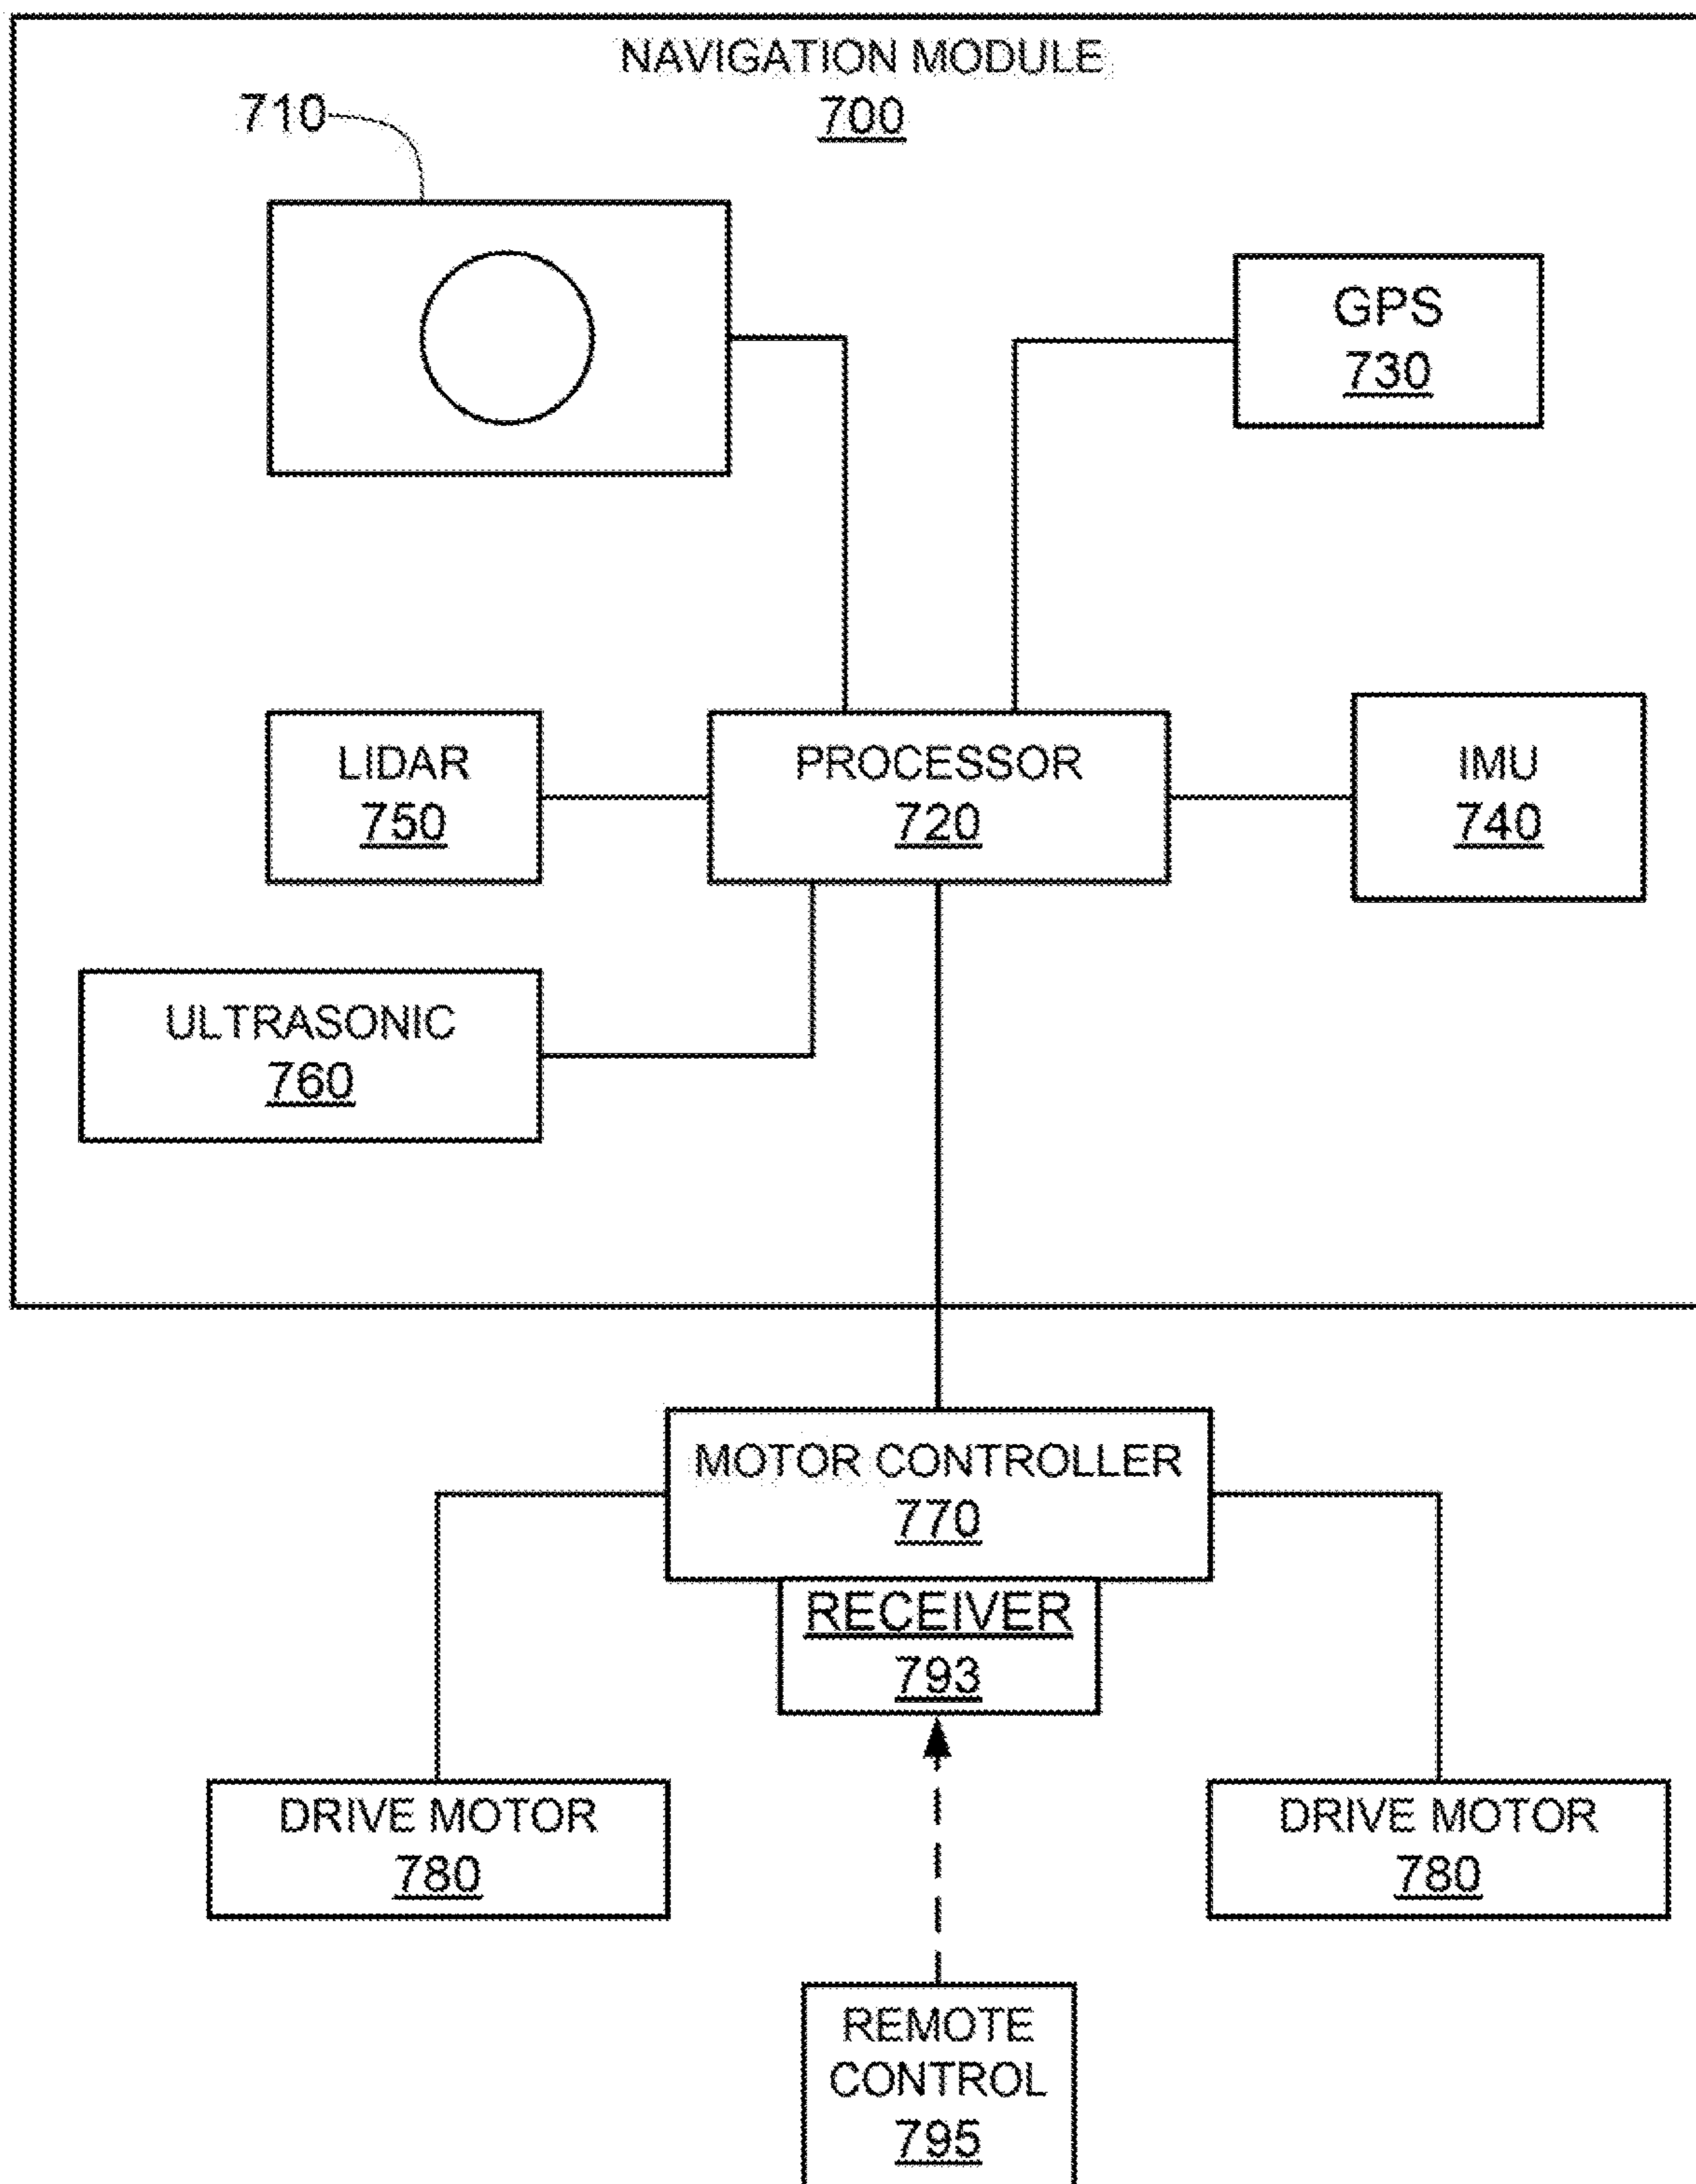 NAVIGATION MODULE
700
710
GPS
730
LIDAR
750
PROCESSOR
720
IMU
740
ULTRASONIC
760
MOTOR CONTROLLER
770
RECEIVER
793
DRIVE MOTOR
780
DRIVE MOTOR
780
REMOTE
CONTROL
795